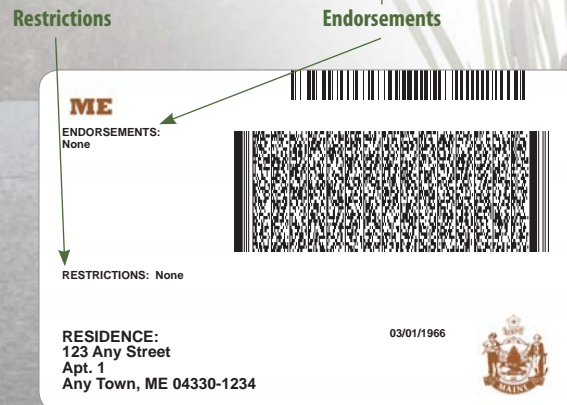 Restrictions
Endorsements
ME
ENDORSEMENTS:
None
RESTRICTIONS: None
RESIDENCE:
123 Any Street
Apt. 1
Any Town, ME 04330-1234
03/01/1966
MAINE